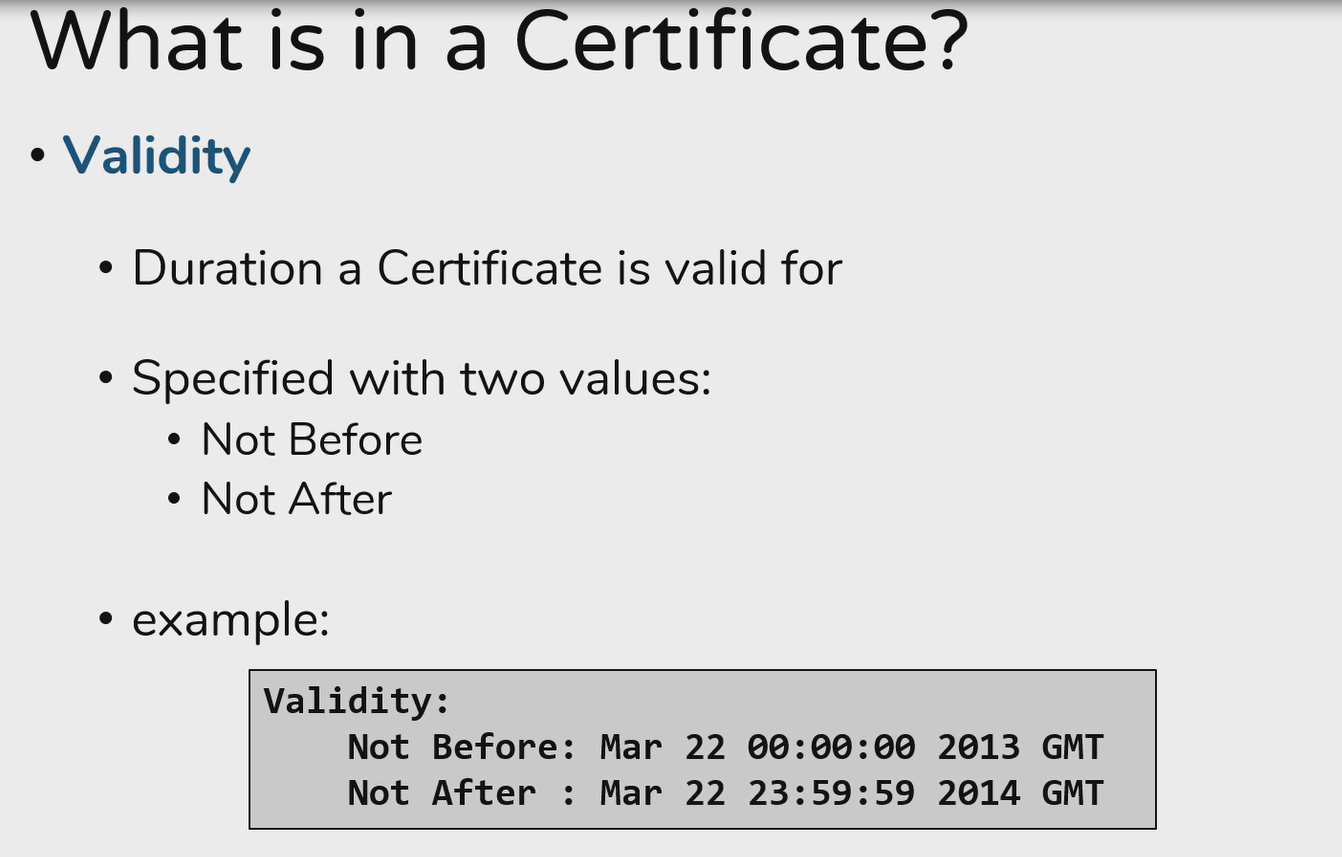 What is in a Certificate?
• Validity
• Duration a Certificate is valid for
• Specified with two values:
• Not Before
• Not After
• example:
Validity:
    Not Before: Mar 22 00:00:00 2013 GMT
    Not After : Mar 22 23:59:59 2014 GMT